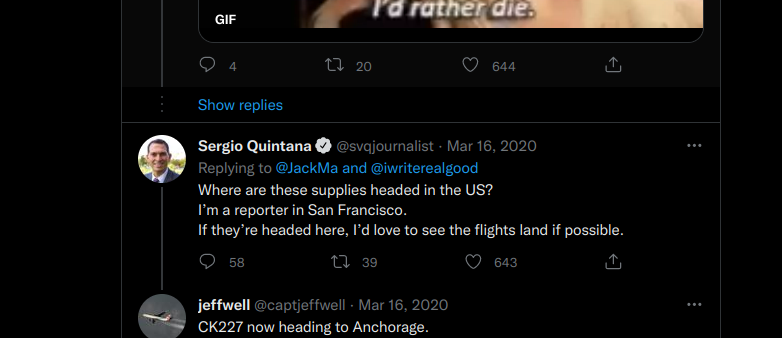 I'd rather die.
GIF
4 20 644
Show replies
Sergio Quintana @svqjournalist · Mar 16, 2020
Replying to @JackMa and @iwriterealgood
Where are these supplies headed in the US?
I'm a reporter in San Francisco.
If they're headed here, I'd love to see the flights land if possible.
58 39 643
jeffwell @captjeffwell · Mar 16, 2020
CK227 now heading to Anchorage.